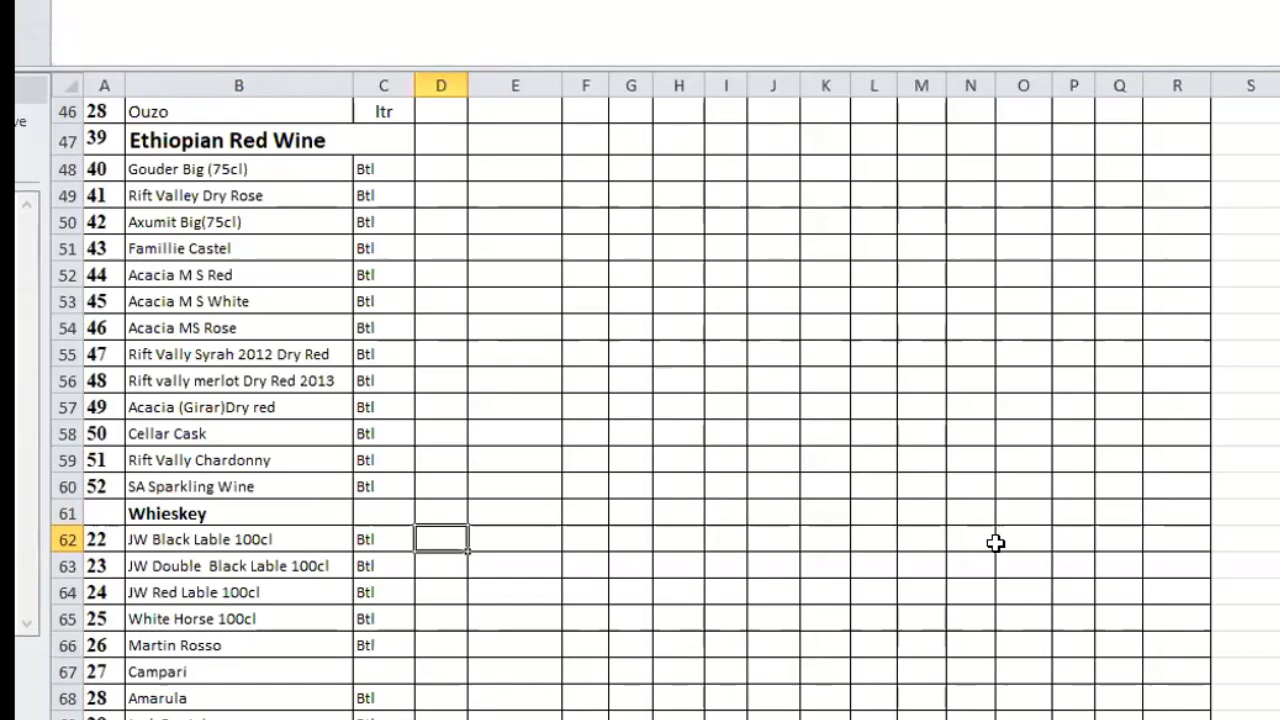 A B C D E F G H I J K L M N O P Q R S
ve
46 28 Ouzo ltr
47 39 Ethiopian Red Wine
48 40 Gouder Big (75cl) Btl
49 41 Rift Valley Dry Rose Btl
50 42 Axumit Big(75cl) Btl
51 43 Famillie Castel Btl
52 44 Acacia M S Red Btl
53 45 Acacia M S White Btl
54 46 Acacia MS Rose Btl
55 47 Rift Vally Syrah 2012 Dry Red Btl
56 48 Rift vally merlot Dry Red 2013 Btl
57 49 Acacia (Girar)Dry red Btl
58 50 Cellar Cask Btl
59 51 Rift Vally Chardonny Btl
60 52 SA Sparkling Wine Btl
61 Whieskey
62 22 JW Black Lable 100cl Btl
63 23 JW Double Black Lable 100cl Btl
64 24 JW Red Lable 100cl Btl
65 25 White Horse 100cl Btl
66 26 Martin Rosso Btl
67 27 Campari
68 28 Amarula Btl